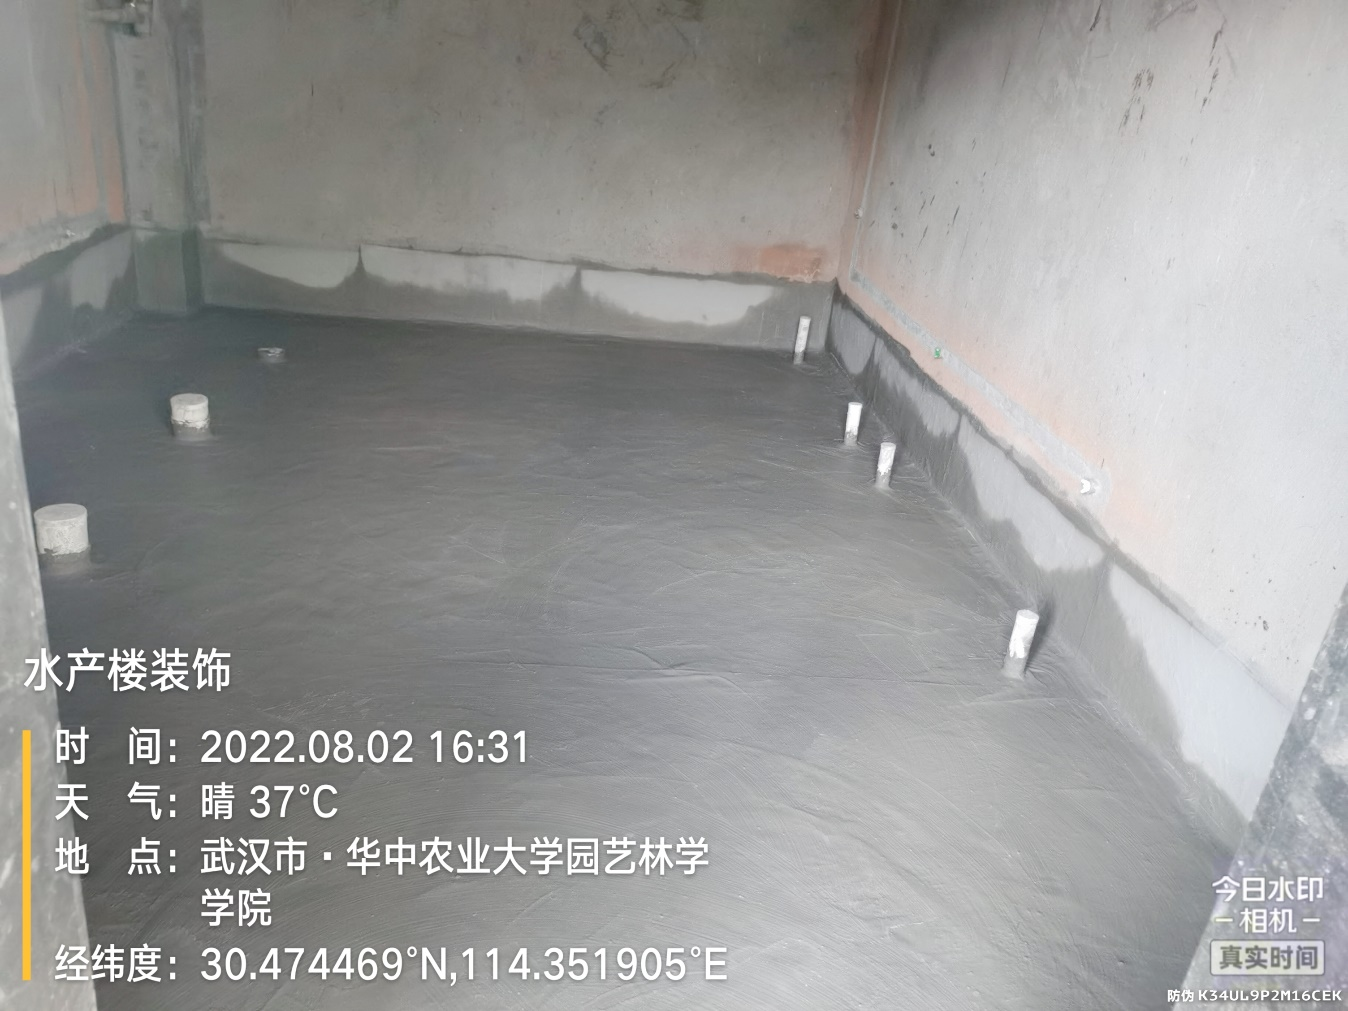 水产楼装饰
时 间：2022.08.02 16:31
天 气：晴 37°C
地 点：武汉市·华中农业大学园艺林学
学院
经纬度：30.474469°N,114.351905°E
今日水印
相机
真实时间
防伪 K34UL9P2M16CEK